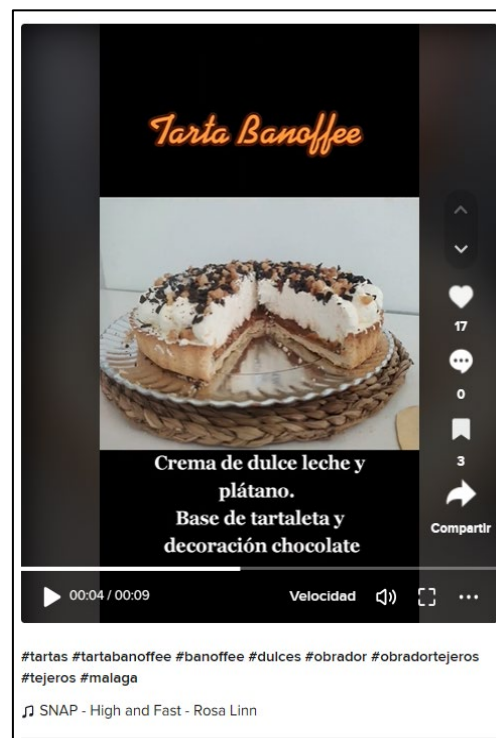 Tarta Banoffee
17
0
3
Compartir
Crema de dulce leche y
plátano.
Base de tartaleta y
decoración chocolate
00:04 / 00:09
Velocidad
#tartas #tartabanoffee #banoffee #dulces #obrador #obradortejeros
#tejeros #malaga
SNAP - High and Fast - Rosa Linn